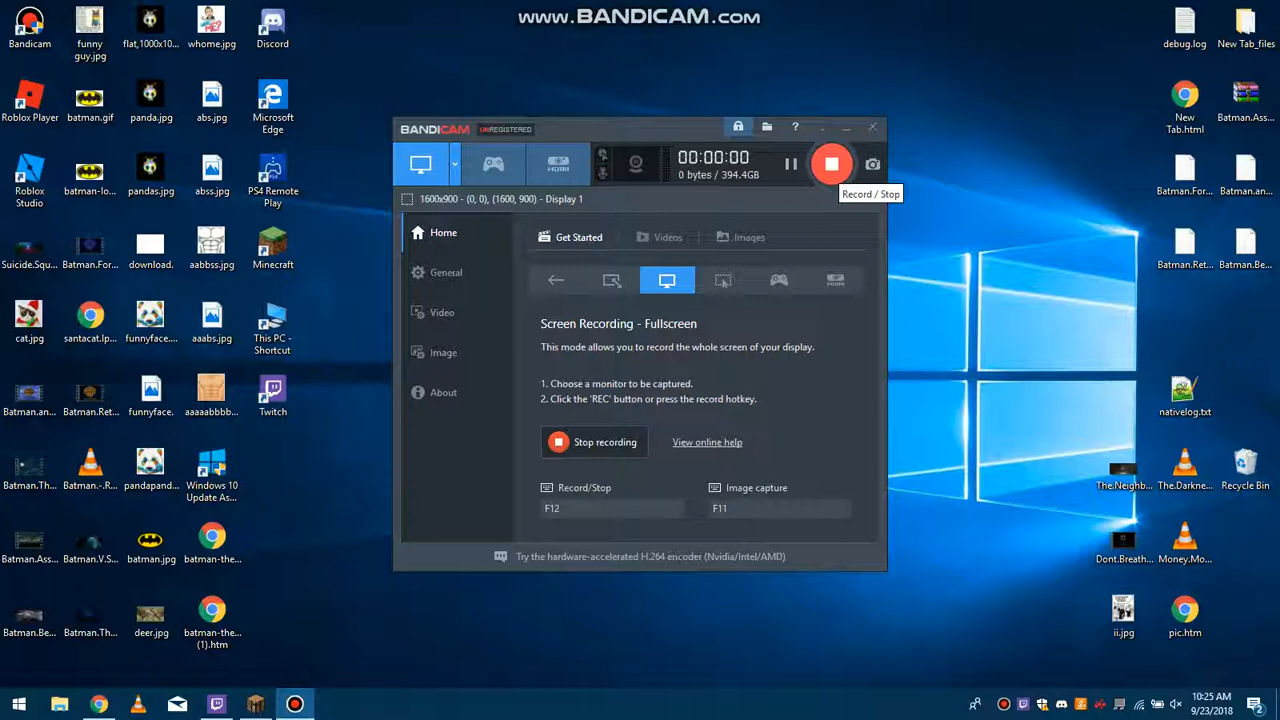 www.BANDICAM.com
Bandicam
funny
guy.jpg
flat,1000x10...
whome.jpg
Discord
debug.log
New Tab_files
Roblox Player
batman.gif
panda.jpg
abs.jpg
Microsoft
Edge
New
Tab.html
Batman.Ass...
Roblox
Studio
batman-lo...
pandas.jpg
abss.jpg
PS4 Remote
Play
Batman.For...
Batman.an...
Suicide.Squ...
Batman.For...
download.
aabbss.jpg
Minecraft
Batman.Ret...
Batman.Be...
cat.jpg
santacat.lp...
funnyface....
aaabs.jpg
This PC -
Shortcut
Batman.an...
Batman.Ret...
funnyface.
aaaaabbbb...
Twitch
nativelog.txt
Batman.Th...
Batman.-.R...
pandapand...
Windows 10
Update As...
The.Neighb...
The.Darkne...
Recycle Bin
Batman.Ass...
Batman.V.S...
batman.jpg
batman-the...
Dont.Breath...
Money.Mo...
Batman.Be...
Batman.Th...
deer.jpg
batman-the...
(1).htm
ii.jpg
pic.htm
BANDICAM UNREGISTERED
?
HDMI
00:00:00
0 bytes / 394.4GB
Record / Stop
1600x900 - (0, 0), (1600, 900) - Display 1
Home
General
Video
Image
About
Get Started
Videos
Images
HDMI
Screen Recording - Fullscreen
This mode allows you to record the whole screen of your display.
1. Choose a monitor to be captured.
2. Click the 'REC' button or press the record hotkey.
Stop recording
View online help
Record/Stop
Image capture
F12
F11
Try the hardware-accelerated H.264 encoder (Nvidia/Intel/AMD)
10:25 AM
9/23/2018
2